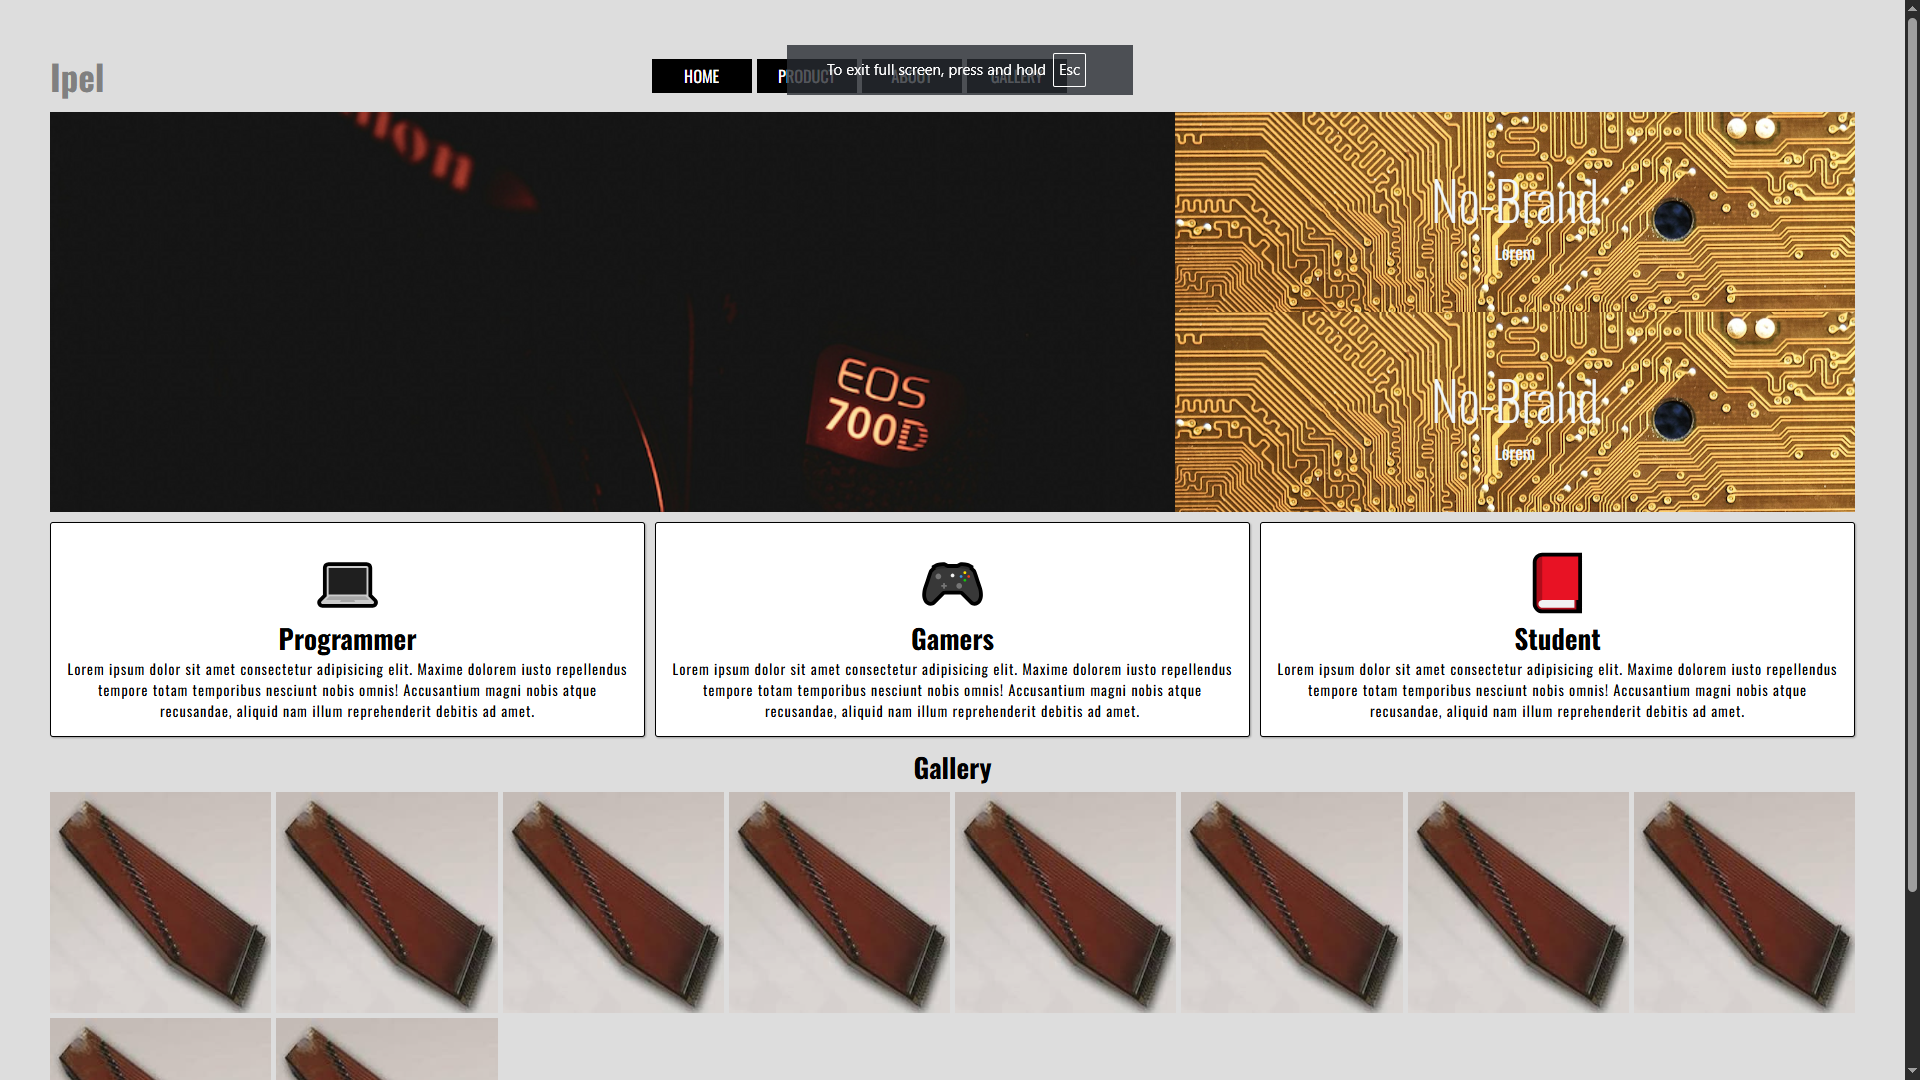 Ipel
HOME
PRODUCT
ABOUT
GALLERY
To exit full screen, press and hold Esc
non
EOS
700D
No-Brand
Lorem
No-Brand
Lorem
Programmer
Lorem ipsum dolor sit amet consectetur adipisicing elit. Maxime dolorem iusto repellendus
tempore totam temporibus nesciunt nobis omnis! Accusantium magni nobis atque
recusandae, aliquid nam illum reprehenderit debitis ad amet.
Gamers
Lorem ipsum dolor sit amet consectetur adipisicing elit. Maxime dolorem iusto repellendus
tempore totam temporibus nesciunt nobis omnis! Accusantium magni nobis atque
recusandae, aliquid nam illum reprehenderit debitis ad amet.
Student
Lorem ipsum dolor sit amet consectetur adipisicing elit. Maxime dolorem iusto repellendus
tempore totam temporibus nesciunt nobis omnis! Accusantium magni nobis atque
recusandae, aliquid nam illum reprehenderit debitis ad amet.
Gallery